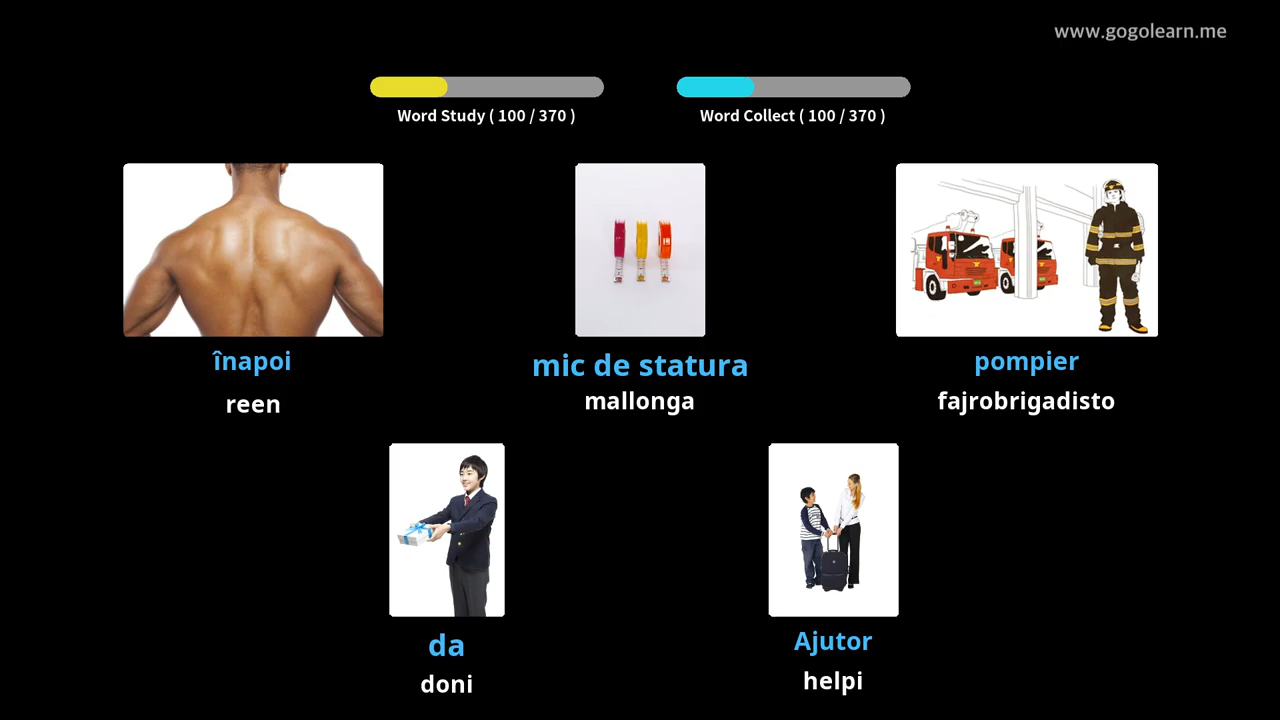 www.gogolearn.me
Word Study ( 100 / 370 )
Word Collect ( 100 / 370 )
înapoi
reen
mic de statura
mallonga
pompier
fajrobrigadisto
da
doni
Ajutor
helpi